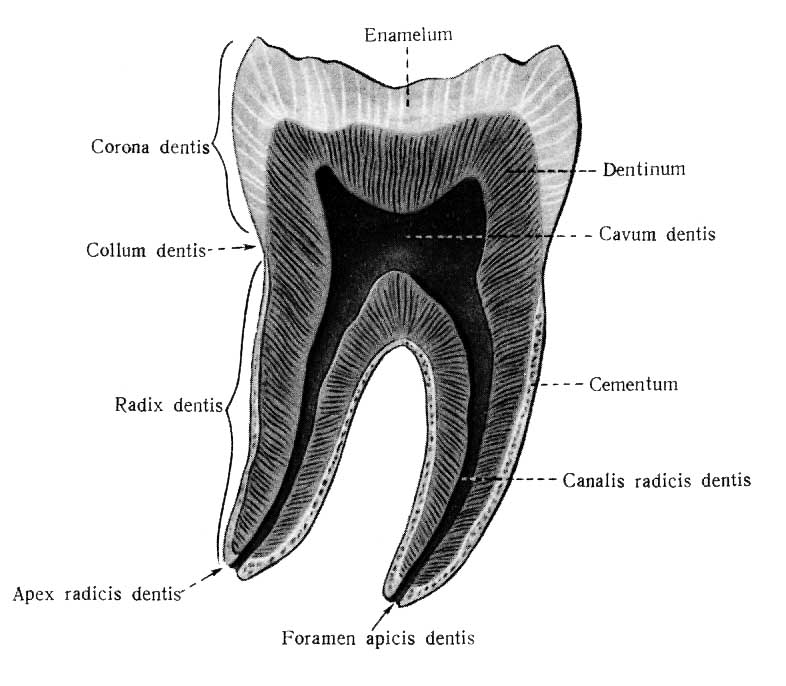 Enamelum
Corona dentis
Dentinum
Cavum dentis
Collum dentis
Cementum
Radix dentis
Canalis radicis dentis
Apex radicis dentis
Foramen apicis dentis